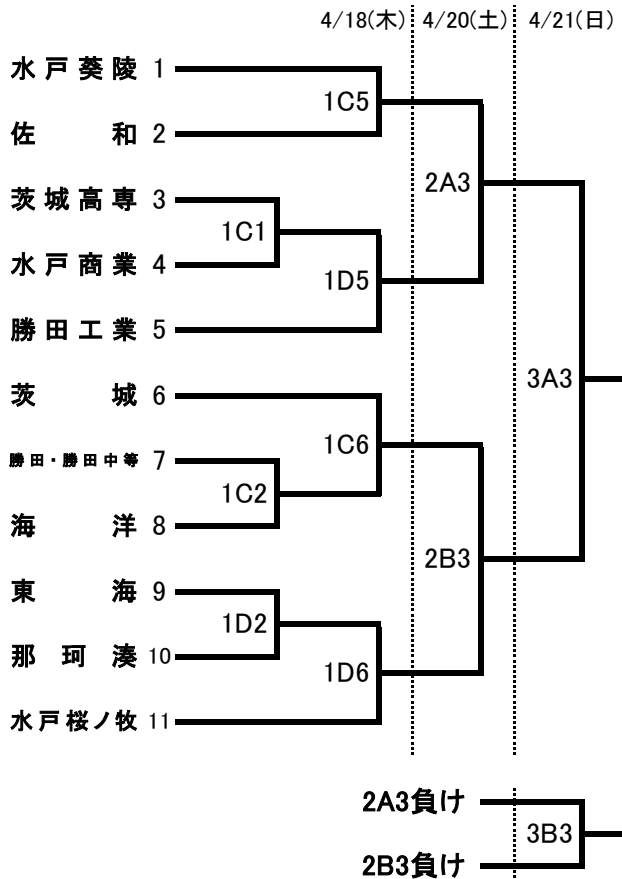 4/18(木) 4/20(土) 4/21(日)
水戸葵陵 1
1C5
佐和 2
2A3
茨城高専 3
1C1
水戸商業 4
1D5
勝田工業 5
3A3
茨城 6
1C6
勝田・勝田中等 7
1C2
海洋 8
2B3
東海 9
1D2
那珂湊 10
1D6
水戸桜ノ牧 11
2A3負け
3B3
2B3負け